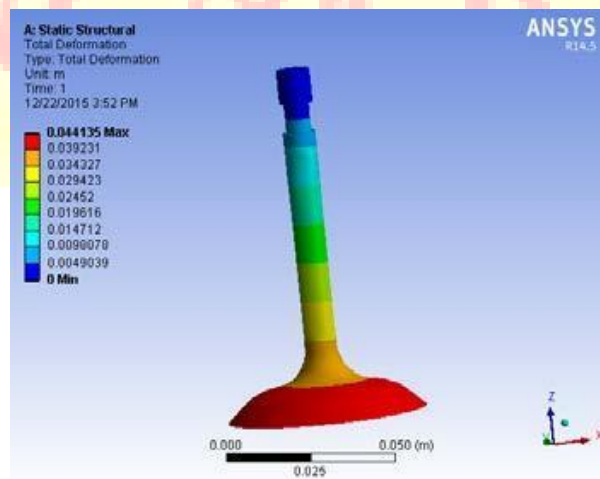 A: Static Structural
Total Deformation
Type: Total Deformation
Unit: m
Time: 1
12/22/2015 3:52 PM
0.044135 Max
0.039231
0.034327
0.029423
0.02452
0.019616
0.014712
0.0098078
0.0049039
0 Min
ANSYS
R14.5
0.000
0.050 (m)
0.025
Z
X